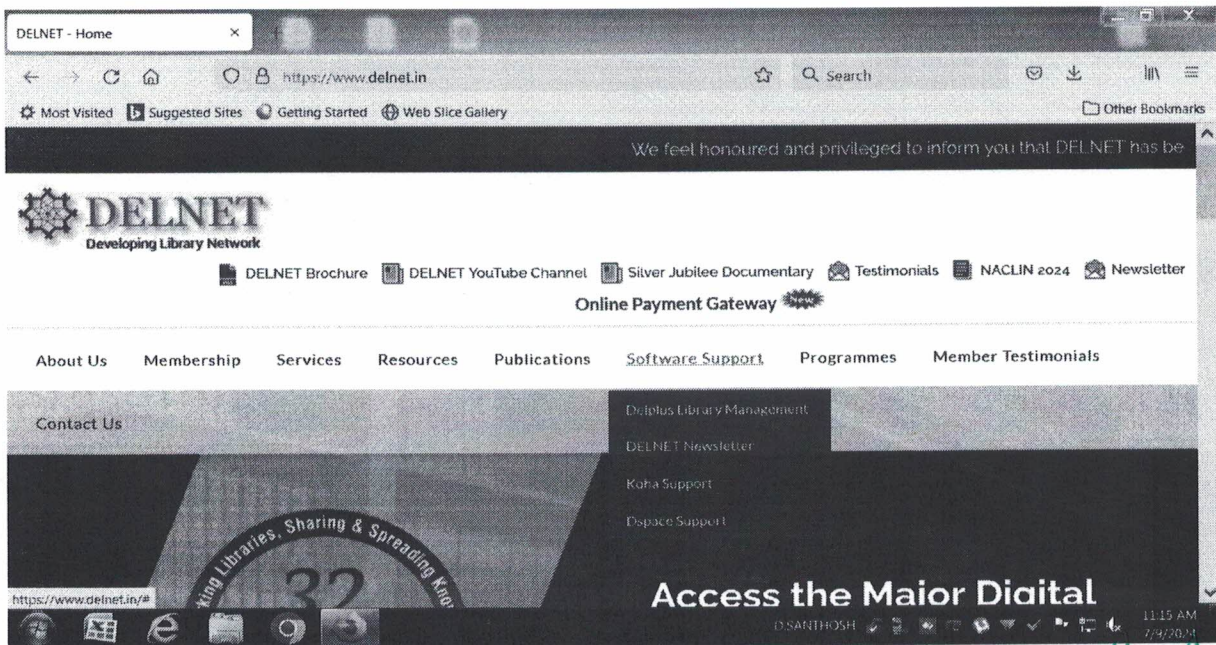 DELNET - Home
https://www.delnet.in
Search
Most Visited Suggested Sites Getting Started Web Slice Gallery Other Bookmarks
We feel honoured and privileged to inform you that DELNET has be
DELNET
Developing Library Network
DELNET Brochure DELNET YouTube Channel Silver Jubilee Documentary Testimonials NACLIN 2024 Newsletter
Online Payment Gateway New
About Us Membership Services Resources Publications Software Support Programmes Member Testimonials
Contact Us
Delplus Library Management
DELNET Newsletter
Koha Support
Dspace Support
king Libraries, Sharing & Spreading Kno
32
Access the Major Digital
https://www.delnet.in/#
D.SANTHOSH
11:15 AM
7/9/2024